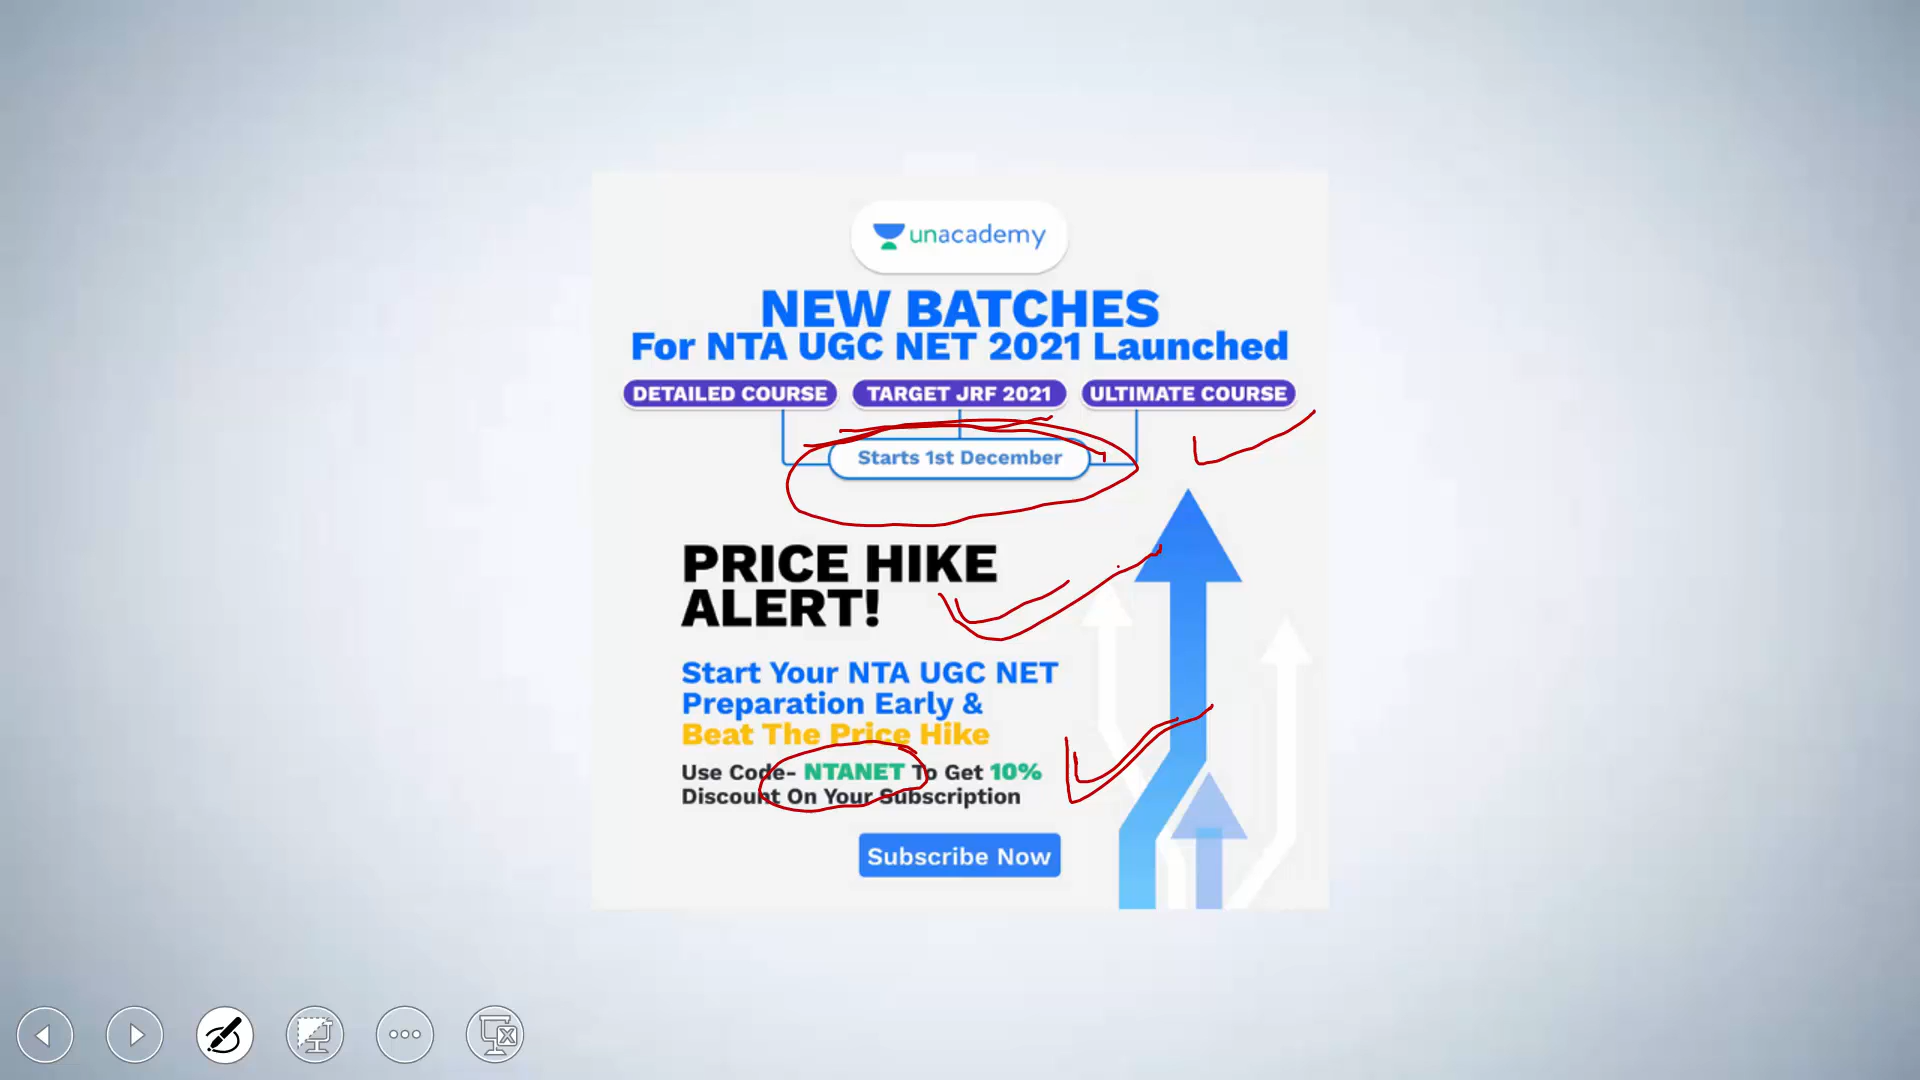 unacademy
NEW BATCHES
For NTA UGC NET 2021 Launched
DETAILED COURSE TARGET JRF 2021 ULTIMATE COURSE
Starts 1st December
PRICE HIKE
ALERT!
Start Your NTA UGC NET
Preparation Early &
Beat The Price Hike
Use Code- NTANET To Get 10%
Discount On Your Subscription
Subscribe Now